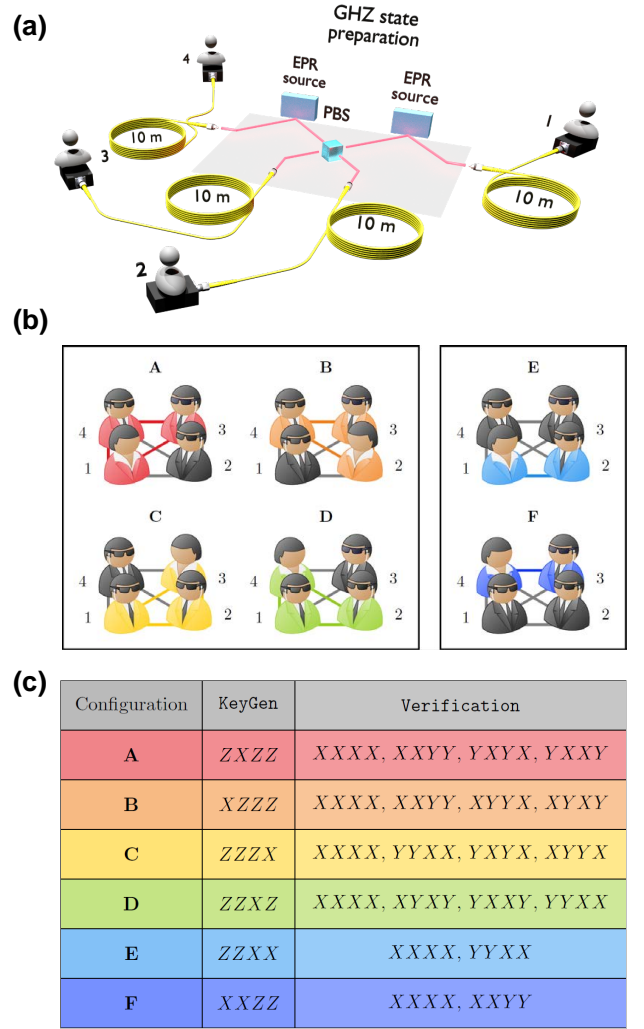 (a)
GHZ state
preparation
EPR
source
EPR
source
PBS
4
1
3
2
10 m
10 m
10 m
10 m
(b)
A
B
E
4
3
4
3
4
3
1
2
1
2
1
2
C
D
F
4
3
4
3
4
3
1
2
1
2
1
2
(c)
Configuration KeyGen Verification
A ZXZZ XXXX, XXYY, YXYX, YXXY
B XZZZ XXXX, XXYY, XYYX, XYXY
C ZZZX XXXX, YYXX, YXYX, XYYX
D ZZXZ XXXX, XYXY, YXXY, YYXX
E ZZXX XXXX, YYXX
F XXZZ XXXX, XXYY